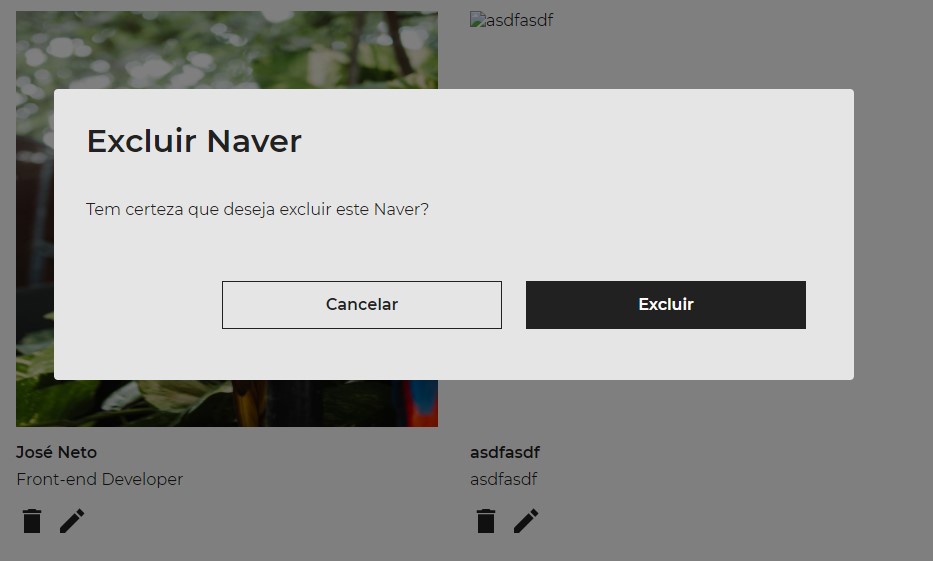 asdfasdf
Excluir Naver
Tem certeza que deseja excluir este Naver?
Cancelar
Excluir
José Neto
Front-end Developer
asdfasdf
asdfasdf